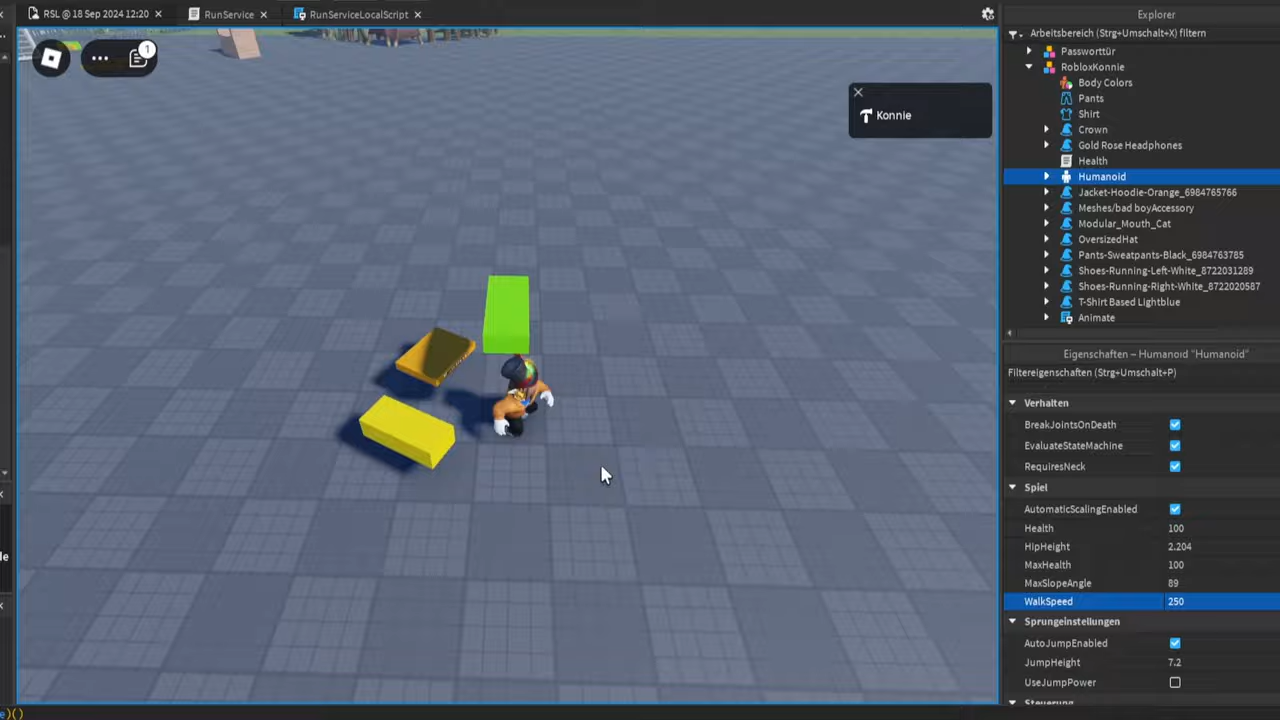 RSL @ 18 Sep 2024 12:20
RunService
RunServiceLocalScript
1
Konnie
Explorer
Arbeitsbereich (Strg+Umschalt+X) filtern
Passworttür
RobloxKonnie
Body Colors
Pants
Shirt
Crown
Gold Rose Headphones
Health
Humanoid
Jacket-Hoodie-Orange_6984765766
Meshes/bad boyAccessory
Modular_Mouth_Cat
OversizedHat
Pants-Sweatpants-Black_6984763785
Shoes-Running-Left-White_8722031289
Shoes-Running-Right-White_8722020587
T-Shirt Based Lightblue
Animate
Eigenschaften – Humanoid "Humanoid"
Filtereigenschaften (Strg+Umschalt+P)
Verhalten
BreakJointsOnDeath
EvaluateStateMachine
RequiresNeck
Spiel
AutomaticScalingEnabled
Health 100
HipHeight 2.204
MaxHealth 100
MaxSlopeAngle 89
WalkSpeed 250
Sprungeinstellungen
AutoJumpEnabled
JumpHeight 7.2
UseJumpPower
Steuerung